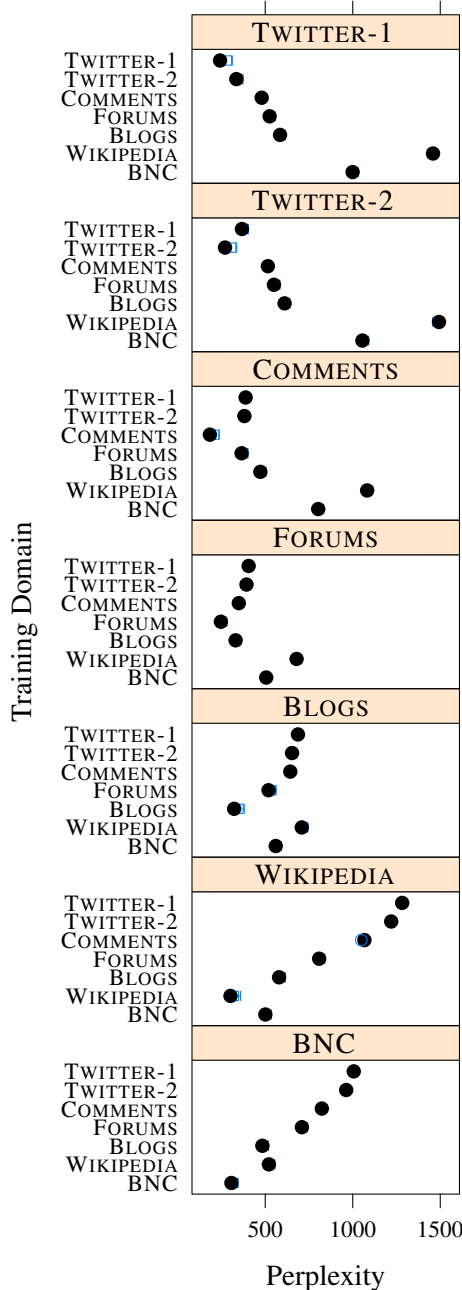 TWITTER-1
TWITTER-1
TWITTER-2
COMMENTS
FORUMS
BLOGS
WIKIPEDIA
BNC
TWITTER-2
TWITTER-1
TWITTER-2
COMMENTS
FORUMS
BLOGS
WIKIPEDIA
BNC
COMMENTS
TWITTER-1
TWITTER-2
COMMENTS
FORUMS
BLOGS
WIKIPEDIA
BNC
FORUMS
TWITTER-1
TWITTER-2
COMMENTS
FORUMS
BLOGS
WIKIPEDIA
BNC
BLOGS
TWITTER-1
TWITTER-2
COMMENTS
FORUMS
BLOGS
WIKIPEDIA
BNC
WIKIPEDIA
TWITTER-1
TWITTER-2
COMMENTS
FORUMS
BLOGS
WIKIPEDIA
BNC
BNC
TWITTER-1
TWITTER-2
COMMENTS
FORUMS
BLOGS
WIKIPEDIA
BNC
Training Domain
500 1000 1500
Perplexity